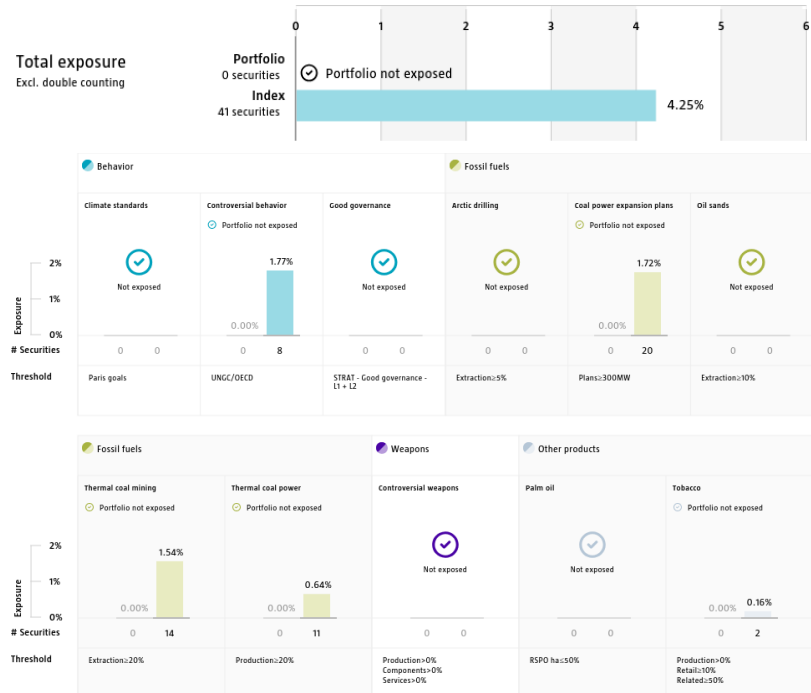 0 1 2 3 4 5 6
Total exposure
Excl. double counting
Portfolio
0 securities
Portfolio not exposed
Index
41 securities
4.25%
Behavior
Fossil fuels
Climate standards
Controversial behavior
Good governance
Arctic drilling
Coal power expansion plans
Oil sands
Portfolio not exposed
Portfolio not exposed
Exposure
2%
1%
0%
Not exposed
1.77%
0.00%
Not exposed
Not exposed
1.72%
0.00%
Not exposed
# Securities
0 0
0 8
0 0
0 0
0 20
0 0
Threshold
Paris goals
UNGC/OECD
STRAT - Good governance -
L1 + L2
Extraction≥5%
Plans≥300MW
Extraction≥10%
Fossil fuels
Weapons
Other products
Thermal coal mining
Thermal coal power
Controversial weapons
Palm oil
Tobacco
Portfolio not exposed
Portfolio not exposed
Portfolio not exposed
Exposure
2%
1%
0%
1.54%
0.00%
0.64%
0.00%
Not exposed
Not exposed
0.16%
0.00%
# Securities
0 14
0 11
0 0
0 0
0 2
Threshold
Extraction≥20%
Production≥20%
Production>0%
Components>0%
Services>0%
RSPO ha≤50%
Production>0%
Retail≥10%
Related≥50%